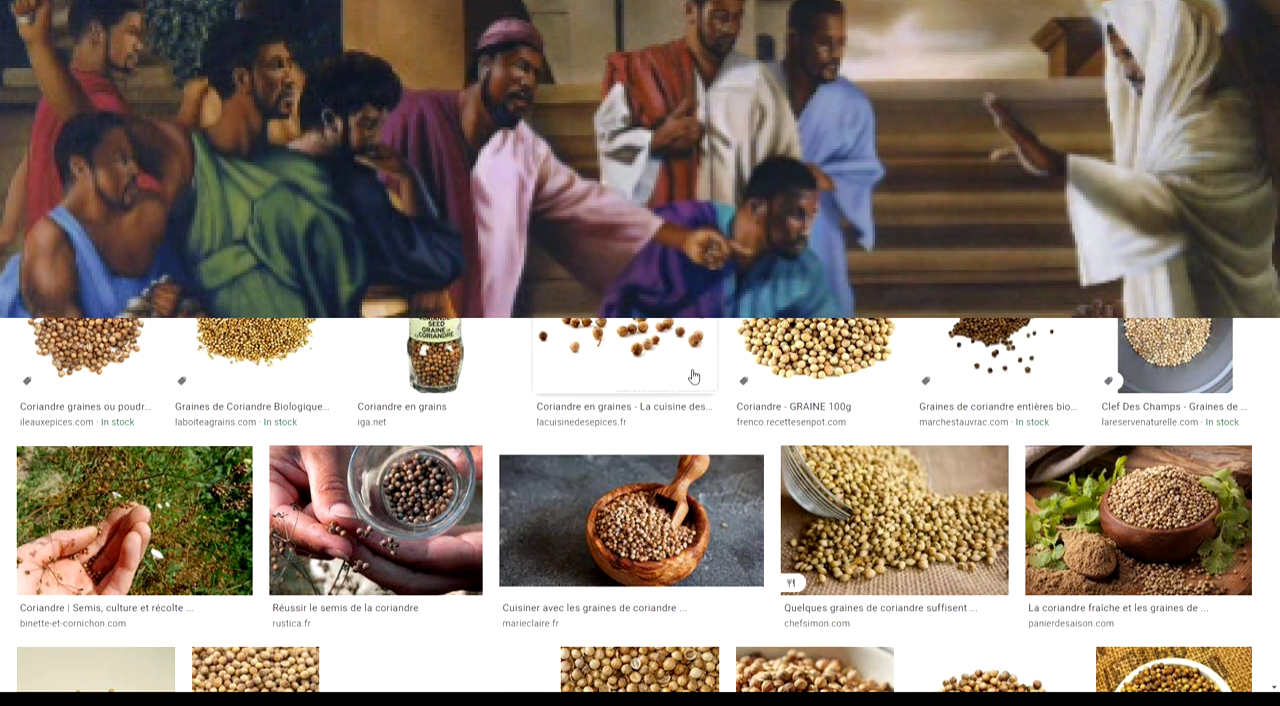 SEED
GRAINE DE
CORIANDRE
Coriandre graines ou poudr...
ileauxepices.com · In stock
Graines de Coriandre Biologique...
laboiteagrains.com · In stock
Coriandre en grains
iga.net
Coriandre en graines - La cuisine des...
lacuisinedesepices.fr
Coriandre - GRAINE 100g
frenco.recettesenpot.com
Graines de coriandre entières bio...
marchestauvrac.com · In stock
Clef Des Champs - Graines de ...
lareservenaturelle.com · In stock
Coriandre | Semis, culture et récolte ...
binette-et-cornichon.com
Réussir le semis de la coriandre
rustica.fr
Cuisiner avec les graines de coriandre ...
marieclaire.fr
Quelques graines de coriandre suffisent ...
chefsimon.com
La coriandre fraîche et les graines de ...
panierdesaison.com